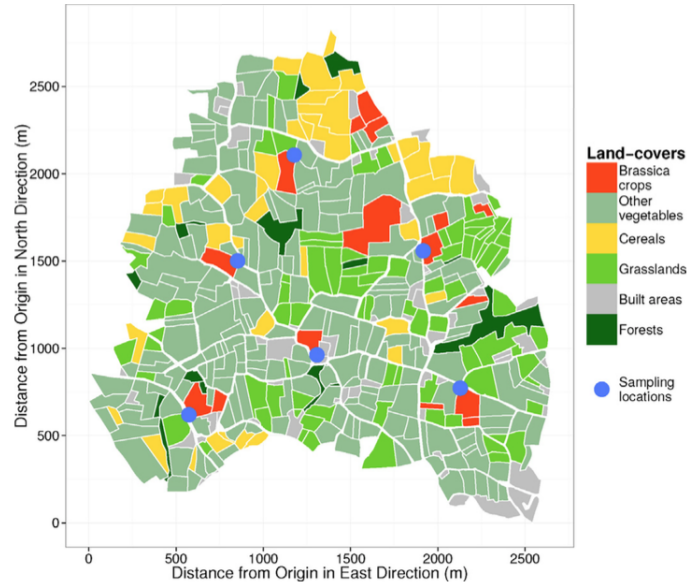 2500
2000
1500
1000
500
0
Distance from Origin in North Direction (m)
0
500
1000
1500
2000
2500
Distance from Origin in East Direction (m)
Land−covers
Brassica
crops
Other
vegetables
Cereals
Grasslands
Built areas
Forests
Sampling
locations